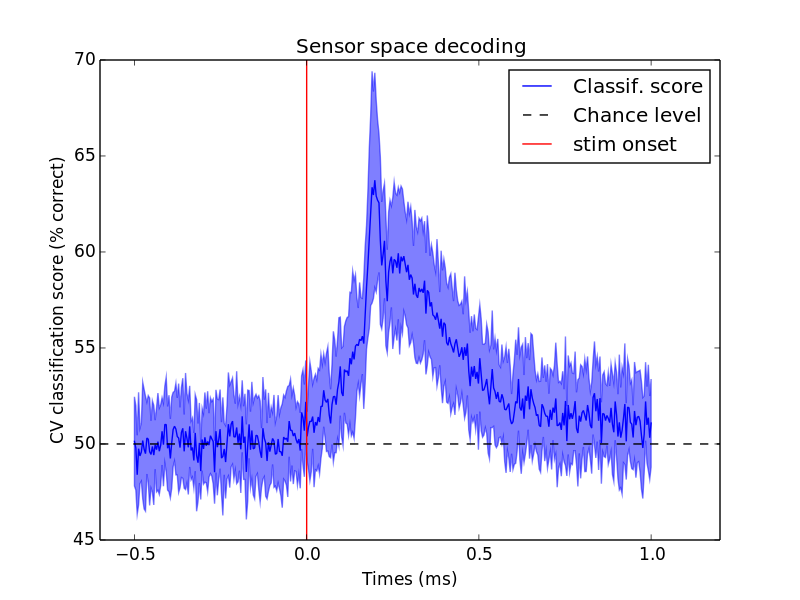 Sensor space decoding
Classif. score
Chance level
stim onset
CV classification score (% correct)
70
65
60
55
50
45
−0.5
0.0
0.5
1.0
Times (ms)